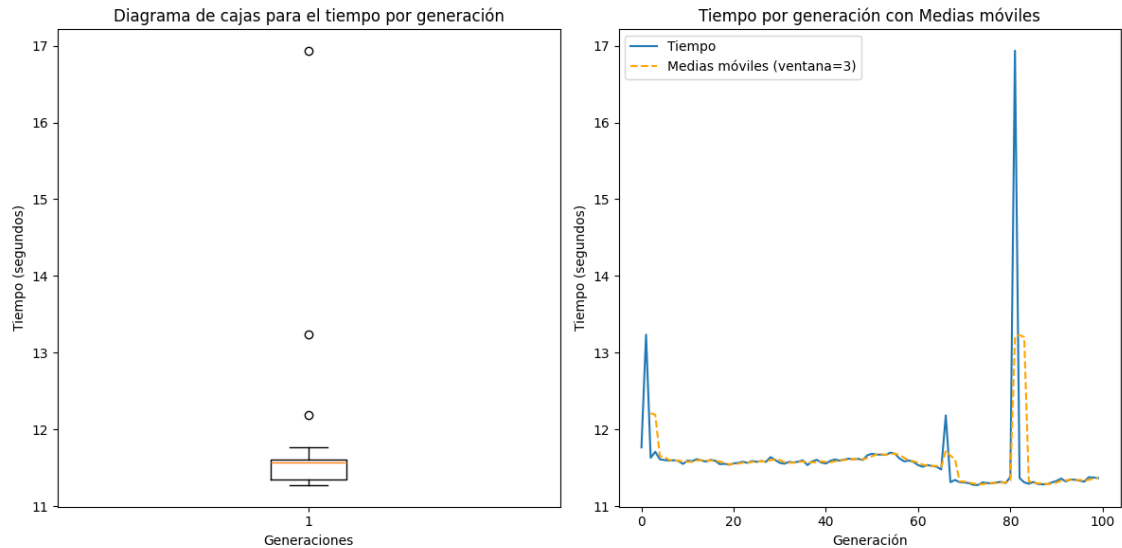 Diagrama de cajas para el tiempo por generación
17
16
15
14
13
12
11
Tiempo (segundos)
1
Generaciones
Tiempo por generación con Medias móviles
Tiempo
Medias móviles (ventana=3)
17
16
15
14
13
12
11
Tiempo (segundos)
0 20 40 60 80 100
Generación